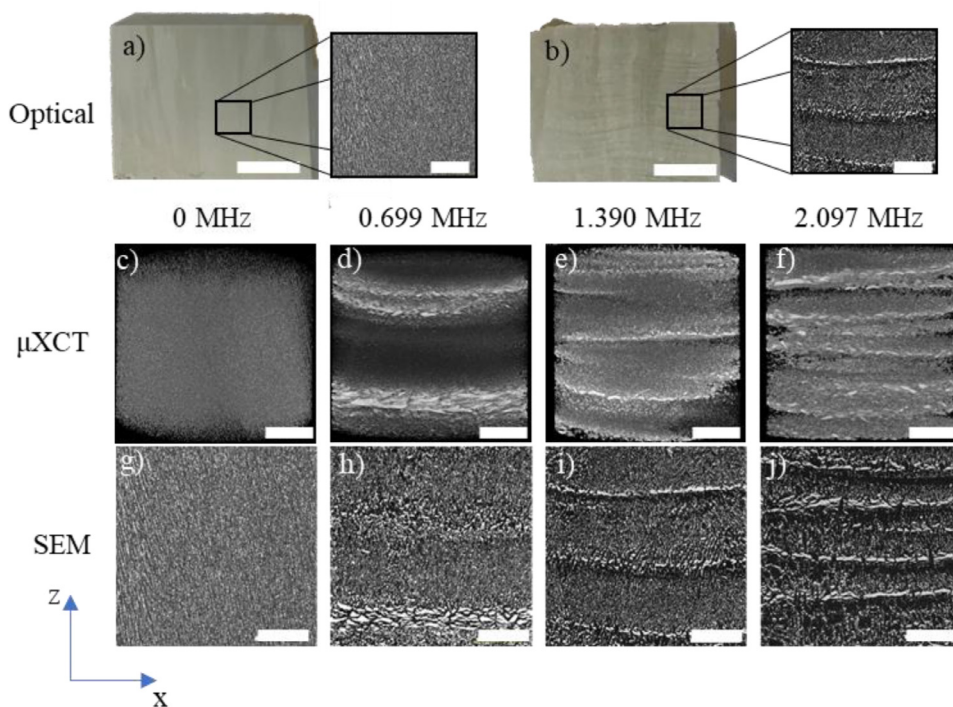 a)
b)
Optical
0 MHz
0.699 MHz
1.390 MHz
2.097 MHz
c)
d)
e)
f)
μXCT
g)
h)
i)
j)
SEM
z
x